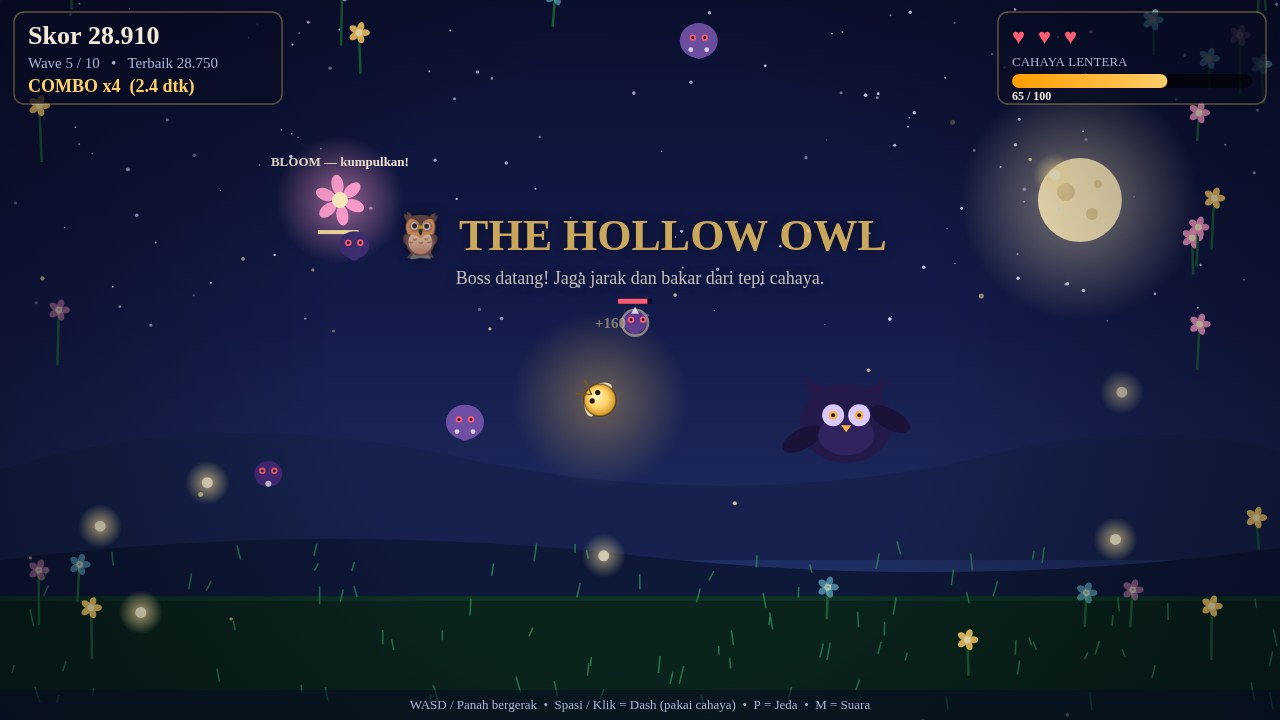 Skor 28.910
Wave 5 / 10 • Terbaik 28.750
COMBO x4 (2.4 dtk)
♥ ♥ ♥
CAHAYA LENTERA
65 / 100
BLOOM — kumpulkan!
🦉 THE HOLLOW OWL
Boss datang! Jaga jarak dan bakar dari tepi cahaya.
+160
WASD / Panah bergerak • Spasi / Klik = Dash (pakai cahaya) • P = Jeda • M = Suara